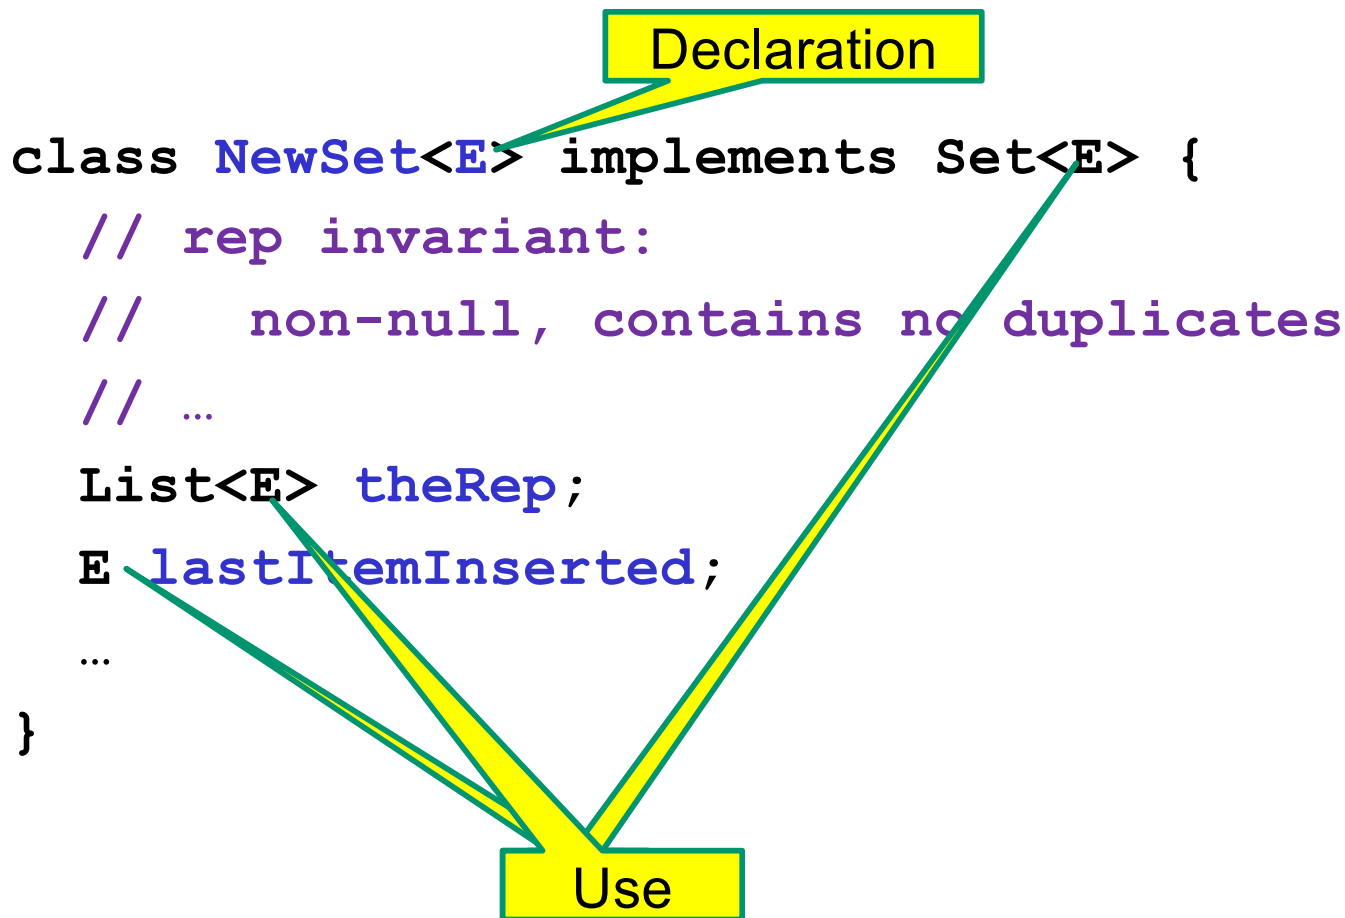 Declaration
class NewSet<E> implements Set<E> {
// rep invariant:
//   non-null, contains no duplicates
// …
List<E> theRep;
E lastItemInserted;
…
}
Use